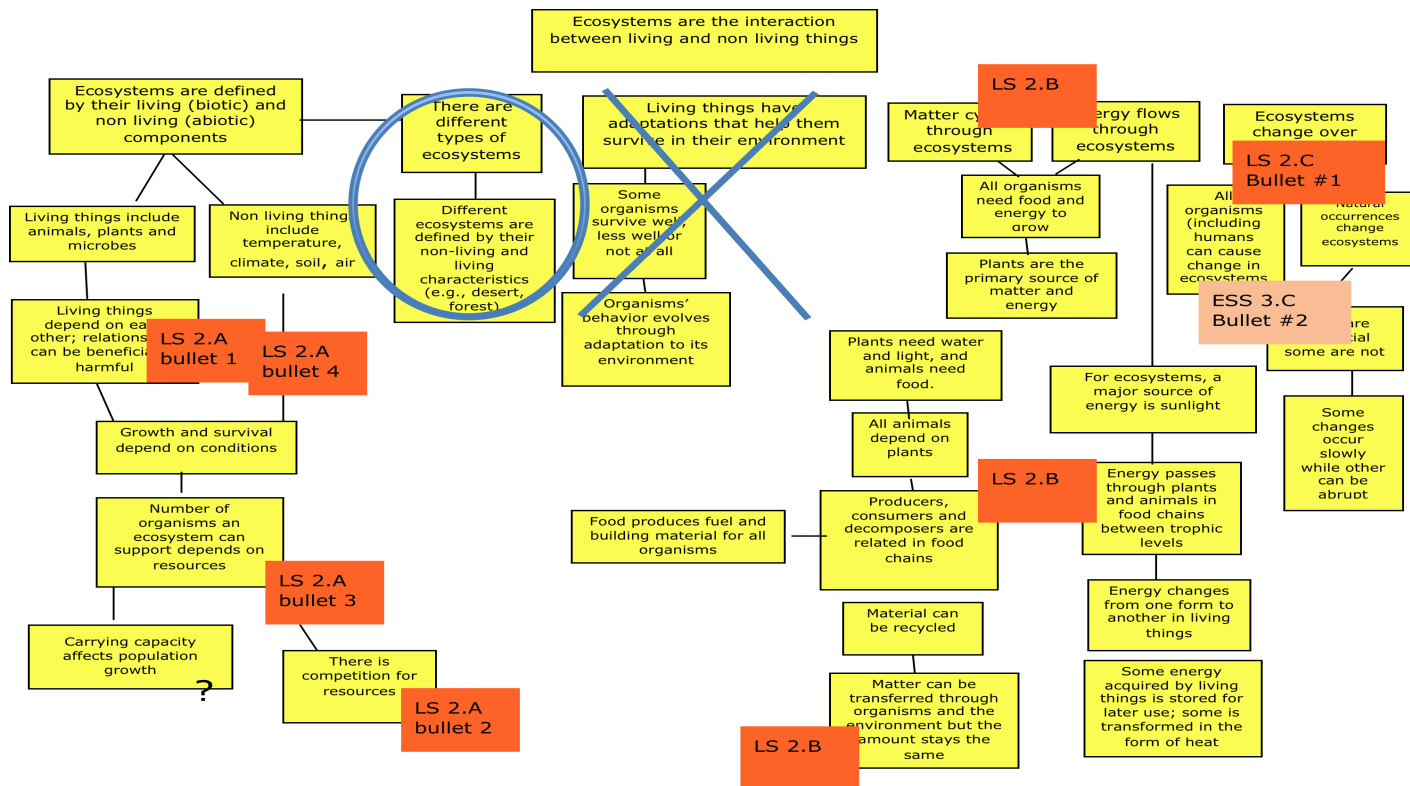 Ecosystems are the interaction
between living and non living things
Ecosystems are defined
by their living (biotic) and
non living (abiotic)
components
There are
different
types of
ecosystems
Living things have
adaptations that help them
survive in their environment
LS 2.B
Matter
through
ecosystems
flows
through
ecosystems
Ecosystems
change over
LS 2.C
Bullet #1
Living things include
animals, plants and
microbes
Non living thing
include
temperature,
climate, soil, air
Different
ecosystems are
defined by their
non-living and
living
characteristics
(e.g., desert,
forest)
Some
organisms
survive well,
less well or
not at all
All organisms
need food and
energy to
grow
All
organisms
(including
humans
can cause
change in
ecosystems
Natural
occurrences
change
ecosystems
Plants are the
primary source of
matter and
energy
ESS 3.C
Bullet #2
are
some are not
Living things
depend on
other;
can be
harmful
LS 2.A
bullet 1
LS 2.A
bullet 4
Organisms’
behavior evolves
through
adaptation to its
environment
Plants need water
and light, and
animals need
food.
For ecosystems, a
major source of
energy is sunlight
Some
changes
occur
slowly
while other
can be
abrupt
Growth and survival
depend on conditions
All animals
depend on
plants
LS 2.B
Energy passes
through plants
and animals in
food chains
between trophic
levels
Number of
organisms an
ecosystem can
support depends on
resources
Food produces fuel and
building material for all
organisms
Producers,
consumers and
decomposers are
related in food
chains
LS 2.A
bullet 3
Energy changes
from one form to
another in living
things
Material can
be recycled
Carrying capacity
affects population
growth
?
There is
competition for
resources
LS 2.A
bullet 2
Matter can be
transferred through
organisms and the
environment but the
amount stays the
same
LS 2.B
Some energy
acquired by living
things is stored for
later use; some is
transformed in the
form of heat